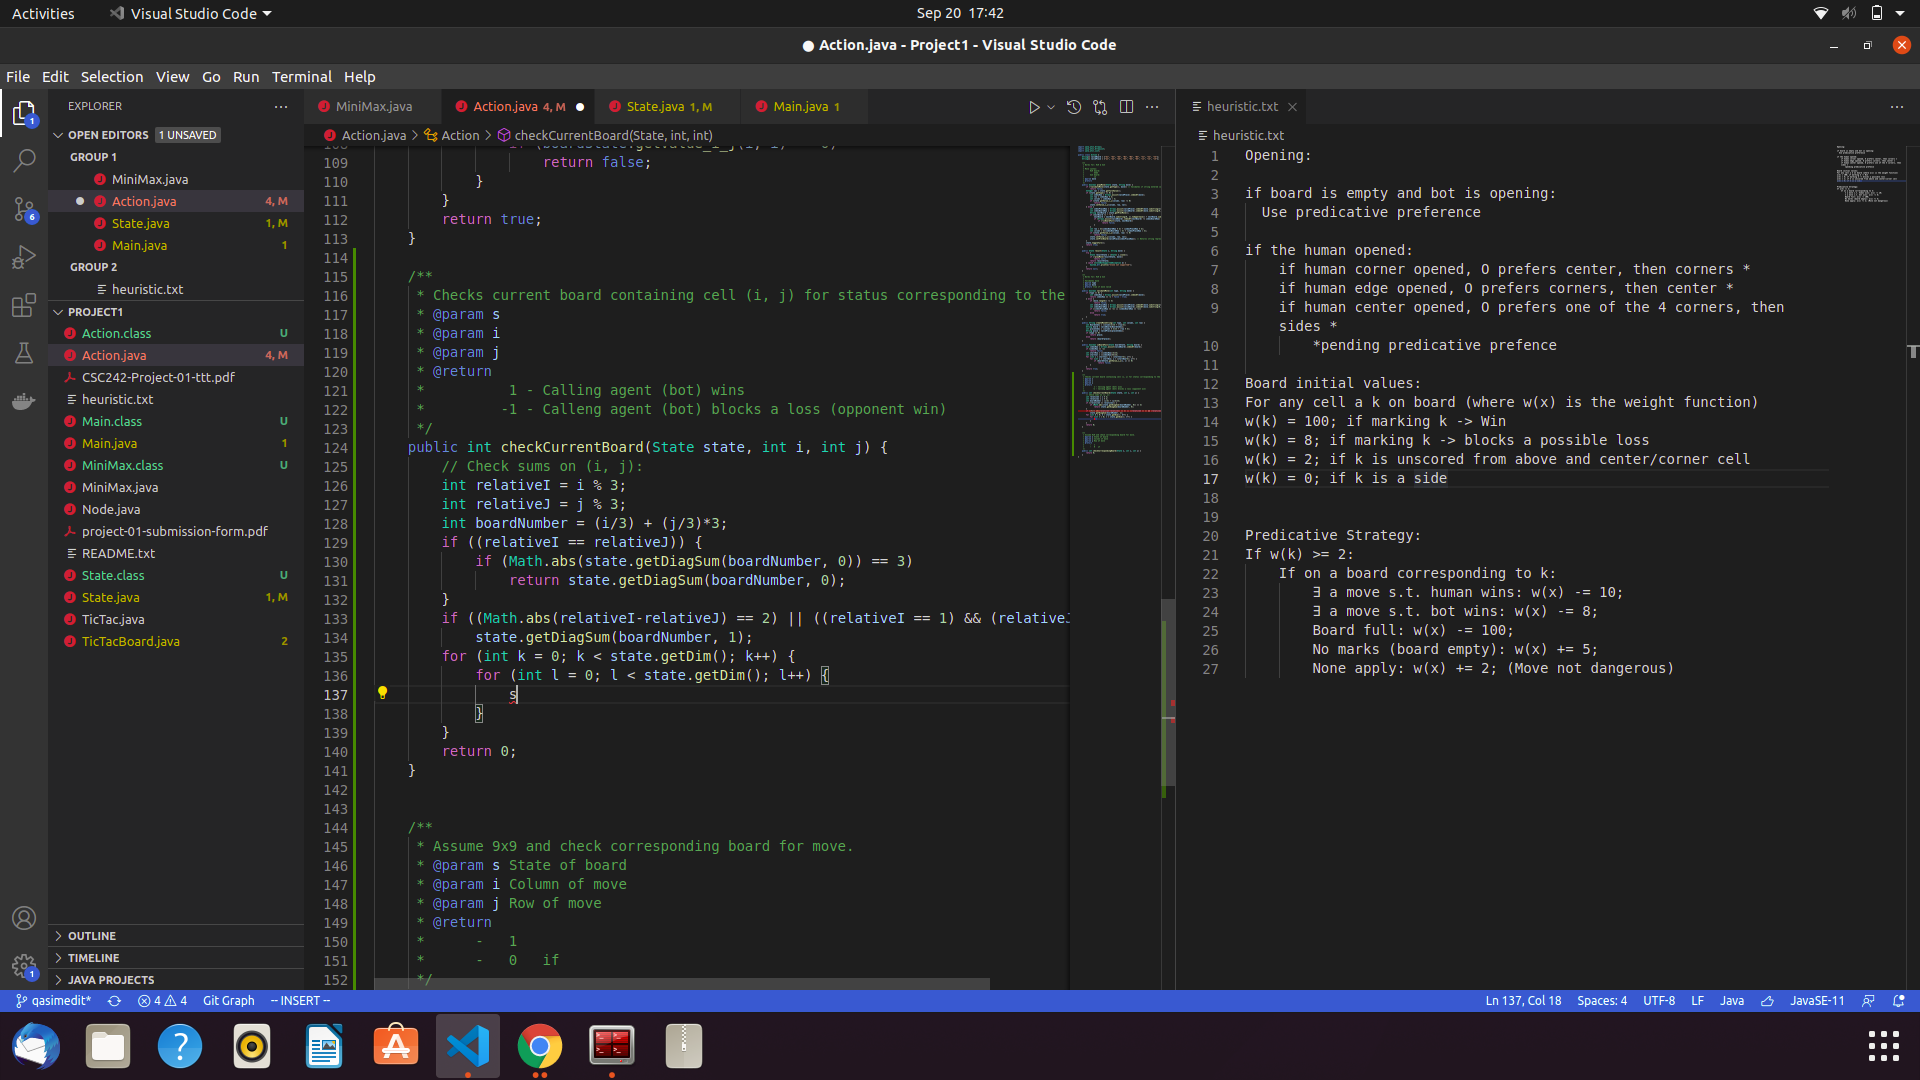 Activities
Visual Studio Code
Sep 20 17:42
● Action.java - Project1 - Visual Studio Code
File Edit Selection View Go Run Terminal Help
EXPLORER
OPEN EDITORS 1 UNSAVED
GROUP 1
MiniMax.java
Action.java 4, M
State.java 1, M
Main.java 1
GROUP 2
heuristic.txt
PROJECT1
Action.class U
Action.java 4, M
CSC242-Project-01-ttt.pdf
heuristic.txt
Main.class U
Main.java 1
MiniMax.class U
MiniMax.java
Node.java
project-01-submission-form.pdf
README.txt
State.class U
State.java 1, M
TicTac.java
TicTacBoard.java 2
OUTLINE
TIMELINE
JAVA PROJECTS
MiniMax.java
Action.java 4, M
State.java 1, M
Main.java 1
Action.java > Action > checkCurrentBoard(State, int, int)
109 return false;
110 }
111 }
112 return true;
113 }
114
115 /**
116 * Checks current board containing cell (i, j) for status corresponding to the
117 * @param s
118 * @param i
119 * @param j
120 * @return
121 * 1 - Calling agent (bot) wins
122 * -1 - Calleng agent (bot) blocks a loss (opponent win)
123 */
124 public int checkCurrentBoard(State state, int i, int j) {
125 // Check sums on (i, j):
126 int relativeI = i % 3;
127 int relativeJ = j % 3;
128 int boardNumber = (i/3) + (j/3)*3;
129 if ((relativeI == relativeJ)) {
130 if (Math.abs(state.getDiagSum(boardNumber, 0)) == 3)
131 return state.getDiagSum(boardNumber, 0);
132 }
133 if ((Math.abs(relativeI-relativeJ) == 2) || ((relativeI == 1) && (relativeJ
134 state.getDiagSum(boardNumber, 1);
135 for (int k = 0; k < state.getDim(); k++) {
136 for (int l = 0; l < state.getDim(); l++) {
137 s
138 }
139 }
140 return 0;
141 }
142
143
144 /**
145 * Assume 9x9 and check corresponding board for move.
146 * @param s State of board
147 * @param i Column of move
148 * @param j Row of move
149 * @return
150 * - 1
151 * - 0 if
152 */
heuristic.txt
heuristic.txt
1 Opening:
2
3 if board is empty and bot is opening:
4 Use predicative preference
5
6 if the human opened:
7 if human corner opened, O prefers center, then corners *
8 if human edge opened, O prefers corners, then center *
9 if human center opened, O prefers one of the 4 corners, then
sides *
10 *pending predicative prefence
11
12 Board initial values:
13 For any cell a k on board (where w(x) is the weight function)
14 w(k) = 100; if marking k -> Win
15 w(k) = 8; if marking k -> blocks a possible loss
16 w(k) = 2; if k is unscored from above and center/corner cell
17 w(k) = 0; if k is a side
18
19
20 Predicative Strategy:
21 If w(k) >= 2:
22 If on a board corresponding to k:
23 ∃ a move s.t. human wins: w(x) -= 10;
24 ∃ a move s.t. bot wins: w(x) -= 8;
25 Board full: w(x) -= 100;
26 No marks (board empty): w(x) += 5;
27 None apply: w(x) += 2; (Move not dangerous)
qasimedit* 4 4 Git Graph -- INSERT --
Ln 137, Col 18 Spaces: 4 UTF-8 LF Java JavaSE-11